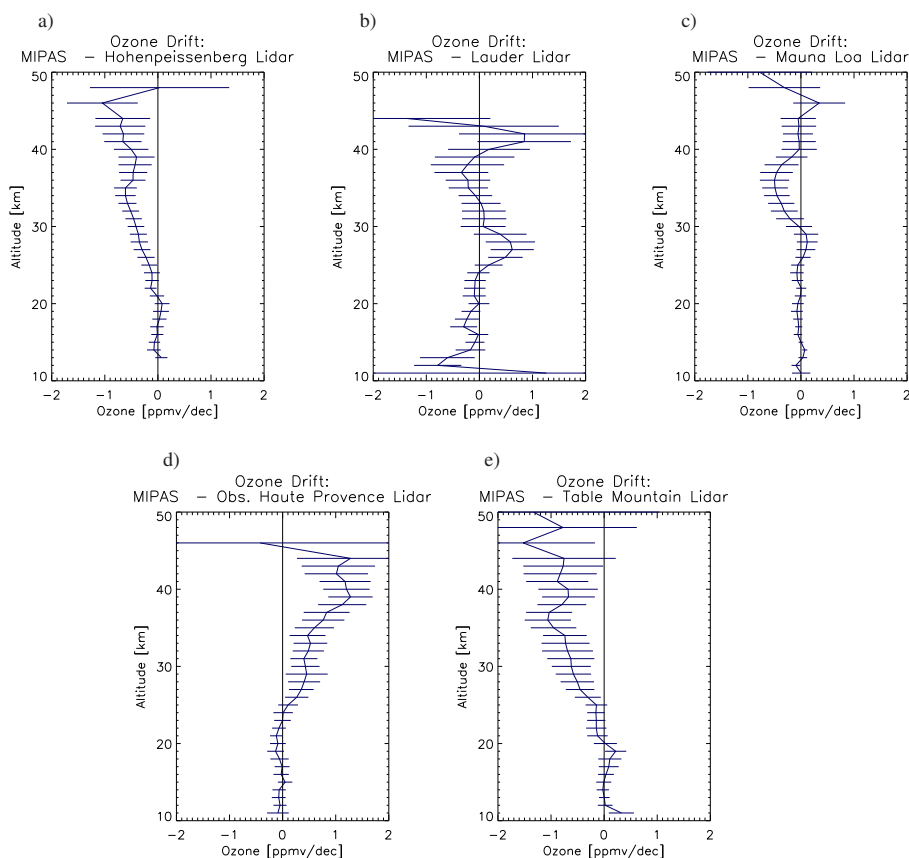 a)
Ozone Drift:
MIPAS – Hohenpeissenberg Lidar
50
40
30
20
10
Altitude [km]
−2 −1 0 1 2
Ozone [ppmv/dec]
b)
Ozone Drift:
MIPAS – Lauder Lidar
50
40
30
20
10
Altitude [km]
−2 −1 0 1 2
Ozone [ppmv/dec]
c)
Ozone Drift:
MIPAS – Mauna Loa Lidar
50
40
30
20
10
Altitude [km]
−2 −1 0 1 2
Ozone [ppmv/dec]
d)
Ozone Drift:
MIPAS – Obs. Haute Provence Lidar
50
40
30
20
10
Altitude [km]
−2 −1 0 1 2
Ozone [ppmv/dec]
e)
Ozone Drift:
MIPAS – Table Mountain Lidar
50
40
30
20
10
Altitude [km]
−2 −1 0 1 2
Ozone [ppmv/dec]